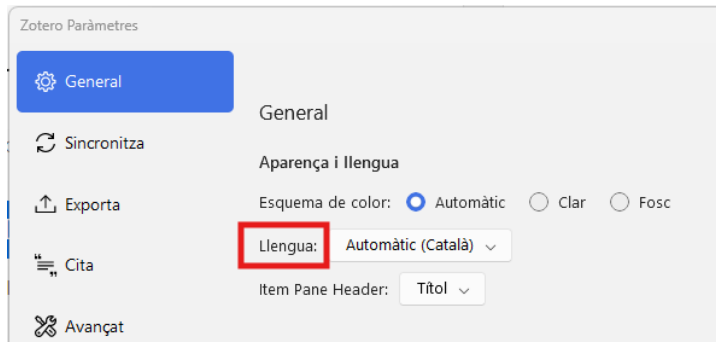 Zotero Paràmetres
General
Sincronitza
Exporta
Cita
Avançat
General
Aparença i llengua
Esquema de color: Automàtic Clar Fosc
Llengua: Automàtic (Català)
Item Pane Header: Títol